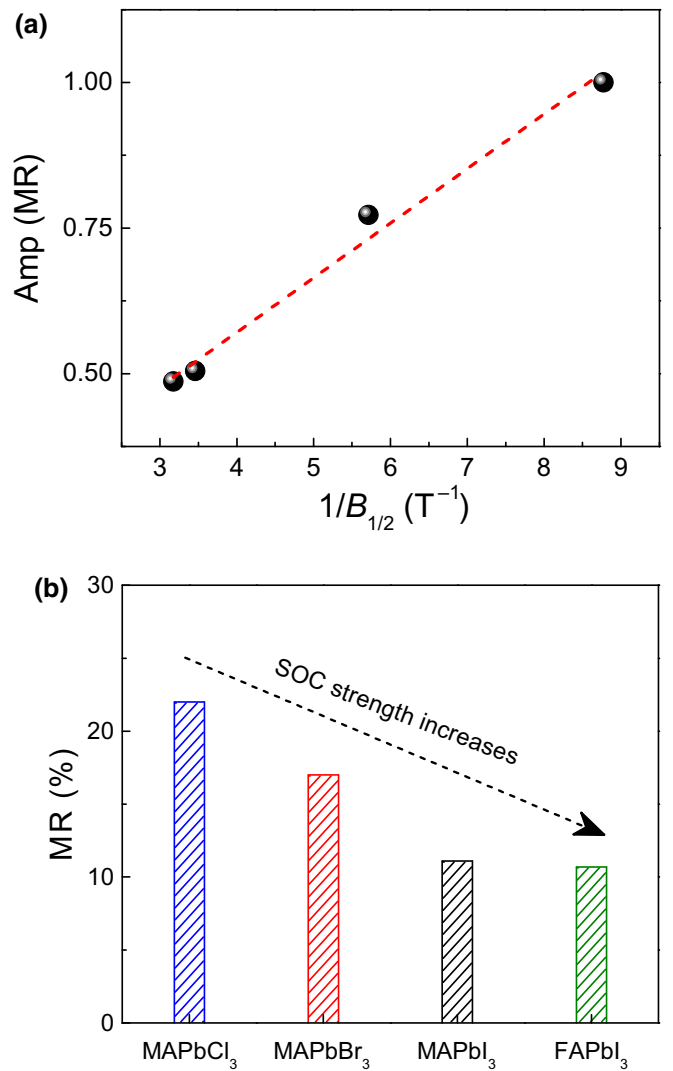 (a)
1.00
0.75
0.50
Amp (MR)
3 4 5 6 7 8 9
1/B₁/₂ (T⁻¹)
(b)
30
20
10
0
MR (%)
SOC strength increases
MAPbCl₃ MAPbBr₃ MAPbI₃ FAPbI₃